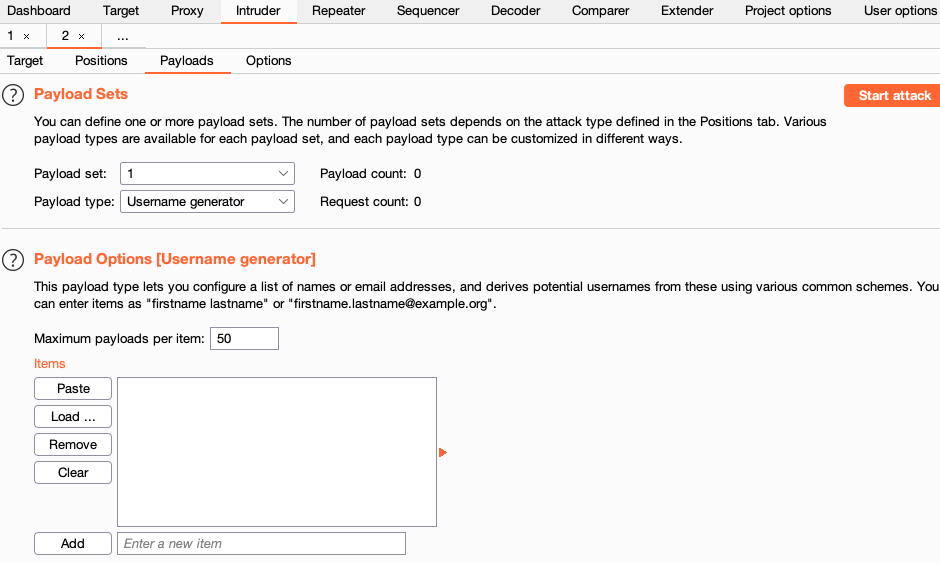 Dashboard Target Proxy Intruder Repeater Sequencer Decoder Comparer Extender Project options User options
1 × 2 × ...
Target Positions Payloads Options
? Payload Sets Start attack
You can define one or more payload sets. The number of payload sets depends on the attack type defined in the Positions tab. Various
payload types are available for each payload set, and each payload type can be customized in different ways.
Payload set: 1 Payload count: 0
Payload type: Username generator Request count: 0
? Payload Options [Username generator]
This payload type lets you configure a list of names or email addresses, and derives potential usernames from these using various common schemes. You
can enter items as "firstname lastname" or "firstname.lastname@example.org".
Maximum payloads per item: 50
Items
Paste
Load ...
Remove
Clear
Add Enter a new item